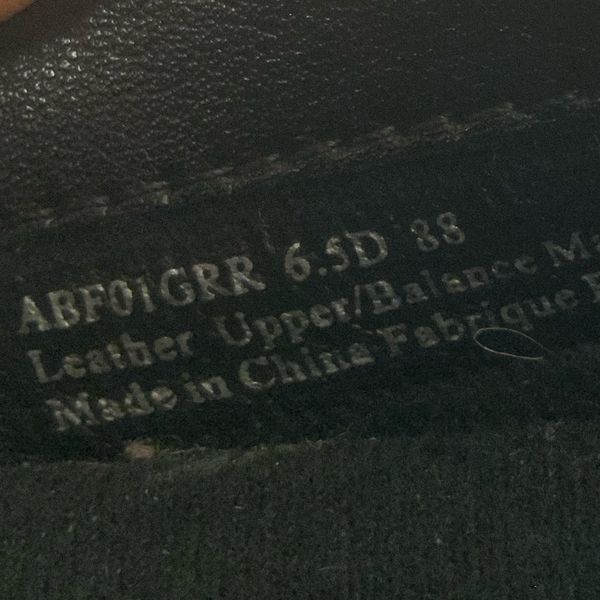 ABF01GRR 6.5D 88
Leather Upper/Balance
Made in China Fabrique